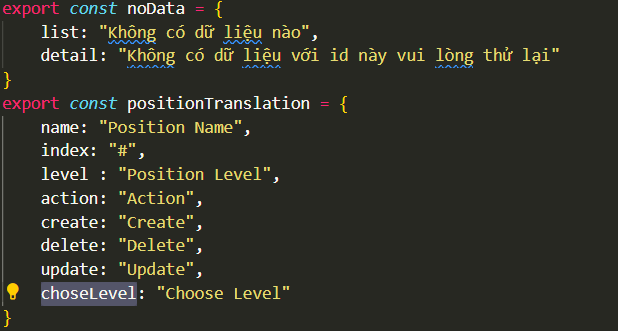 export const noData = {
list: "Không có dữ liệu nào",
detail: "Không có dữ liệu với id này vui lòng thử lại"
}
export const positionTranslation = {
name: "Position Name",
index: "#",
level : "Position Level",
action: "Action",
create: "Create",
delete: "Delete",
update: "Update",
choseLevel: "Choose Level"
}